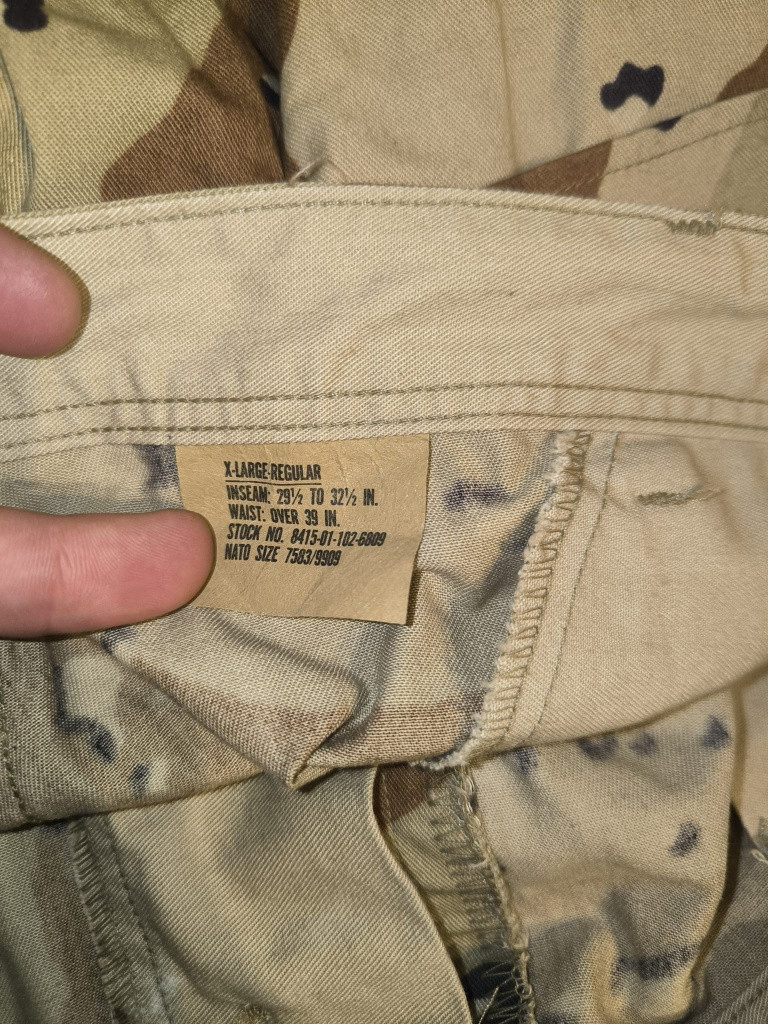 X-LARGE-REGULAR
INSEAM: 29½ TO 32½ IN.
WAIST: OVER 39 IN.
STOCK NO. 8415-01-102-6809
NATO SIZE 7583/9909